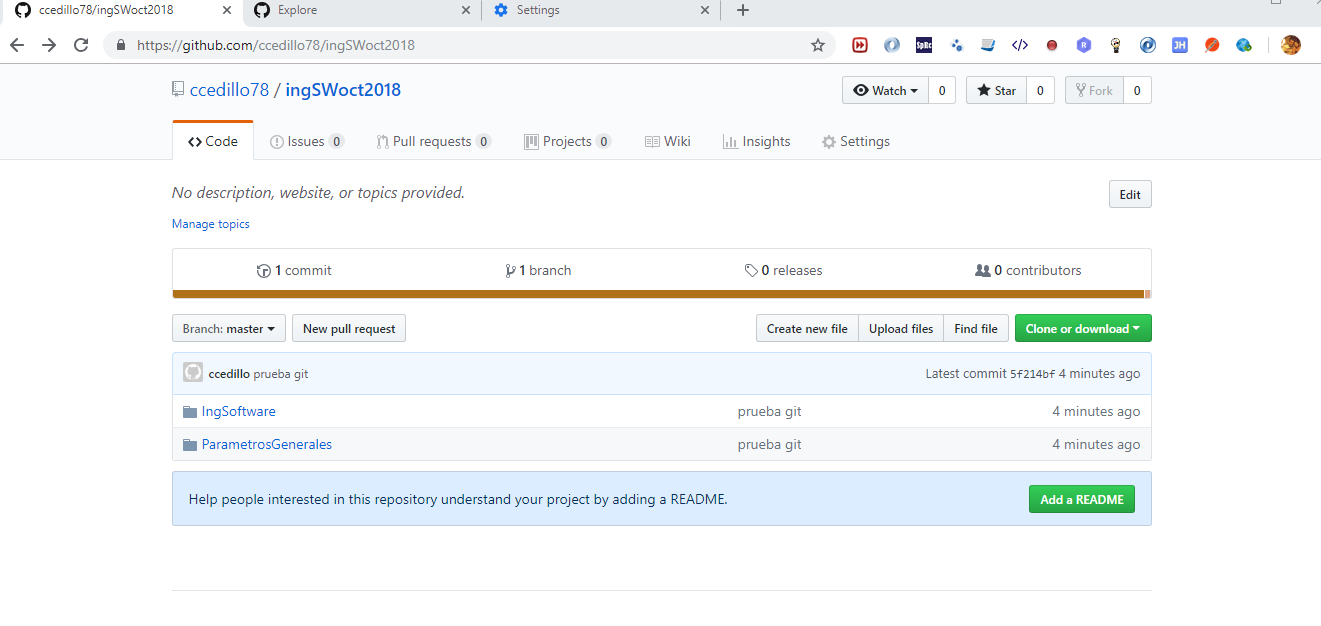 ccedillo78/ingSWoct2018 Explore Settings
https://github.com/ccedillo78/ingSWoct2018
ccedillo78 / ingSWoct2018 Watch 0 Star 0 Fork 0
Code Issues 0 Pull requests 0 Projects 0 Wiki Insights Settings
No description, website, or topics provided. Edit
Manage topics
1 commit 1 branch 0 releases 0 contributors
Branch: master New pull request Create new file Upload files Find file Clone or download
ccedillo prueba git Latest commit 5f214bf 4 minutes ago
IngSoftware prueba git 4 minutes ago
ParametrosGenerales prueba git 4 minutes ago
Help people interested in this repository understand your project by adding a README. Add a README